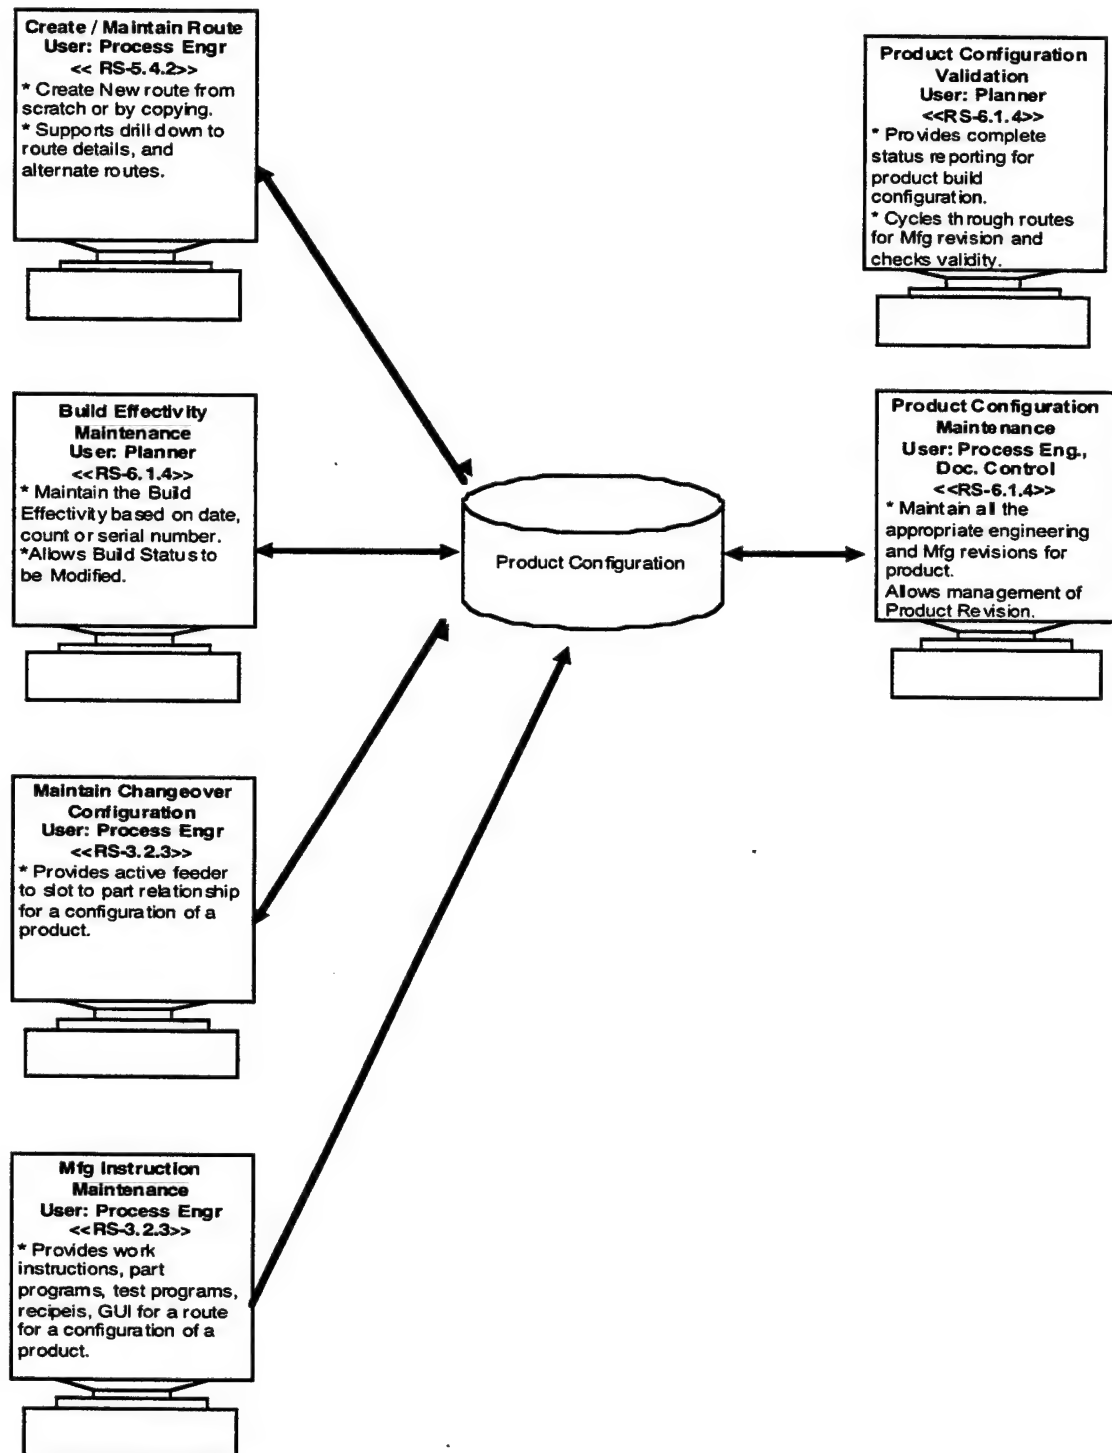 Create / Maintain Route
User: Process Engr
<< RS-5.4.2>>
* Create New route from
scratch or by copying.
* Supports drill down to
route details, and
alternate routes.
Product Configuration
Validation
User: Planner
<<RS-6.1.4>>
* Provides complete
status reporting for
product build
configuration.
* Cycles through routes
for Mfg revision and
checks validity.
Build Effectivity
Maintenance
User: Planner
<<RS-6.1.4>>
* Maintain the Build
Effectivity based on date,
count or serial number.
*Allows Build Status to
be Modified.
Product Configuration
Product Configuration
Maintenance
User: Process Eng.,
Doc. Control
<<RS-6.1.4>>
* Maintain all the
appropriate engineering
and Mfg revisions for
product.
Allows management of
Product Revision.
Maintain Changeover
Configuration
User: Process Engr
<<RS-3.2.3>>
* Provides active feeder
to slot to part relationship
for a configuration of a
product.
Mfg Instruction
Maintenance
User: Process Engr
<<RS-3.2.3>>
* Provides work
instructions, part
programs, test programs,
recipeis, GUI for a route
for a configuration of a
product.